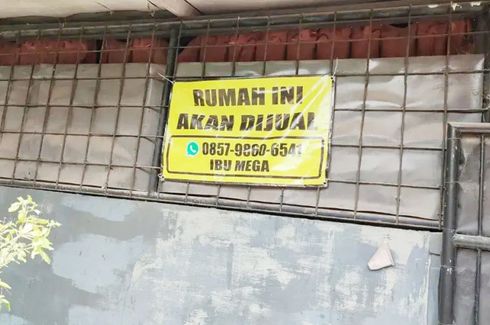 RUMAH INI
AKAN DIJUAL
0857-9860-6541
IBU MEGA